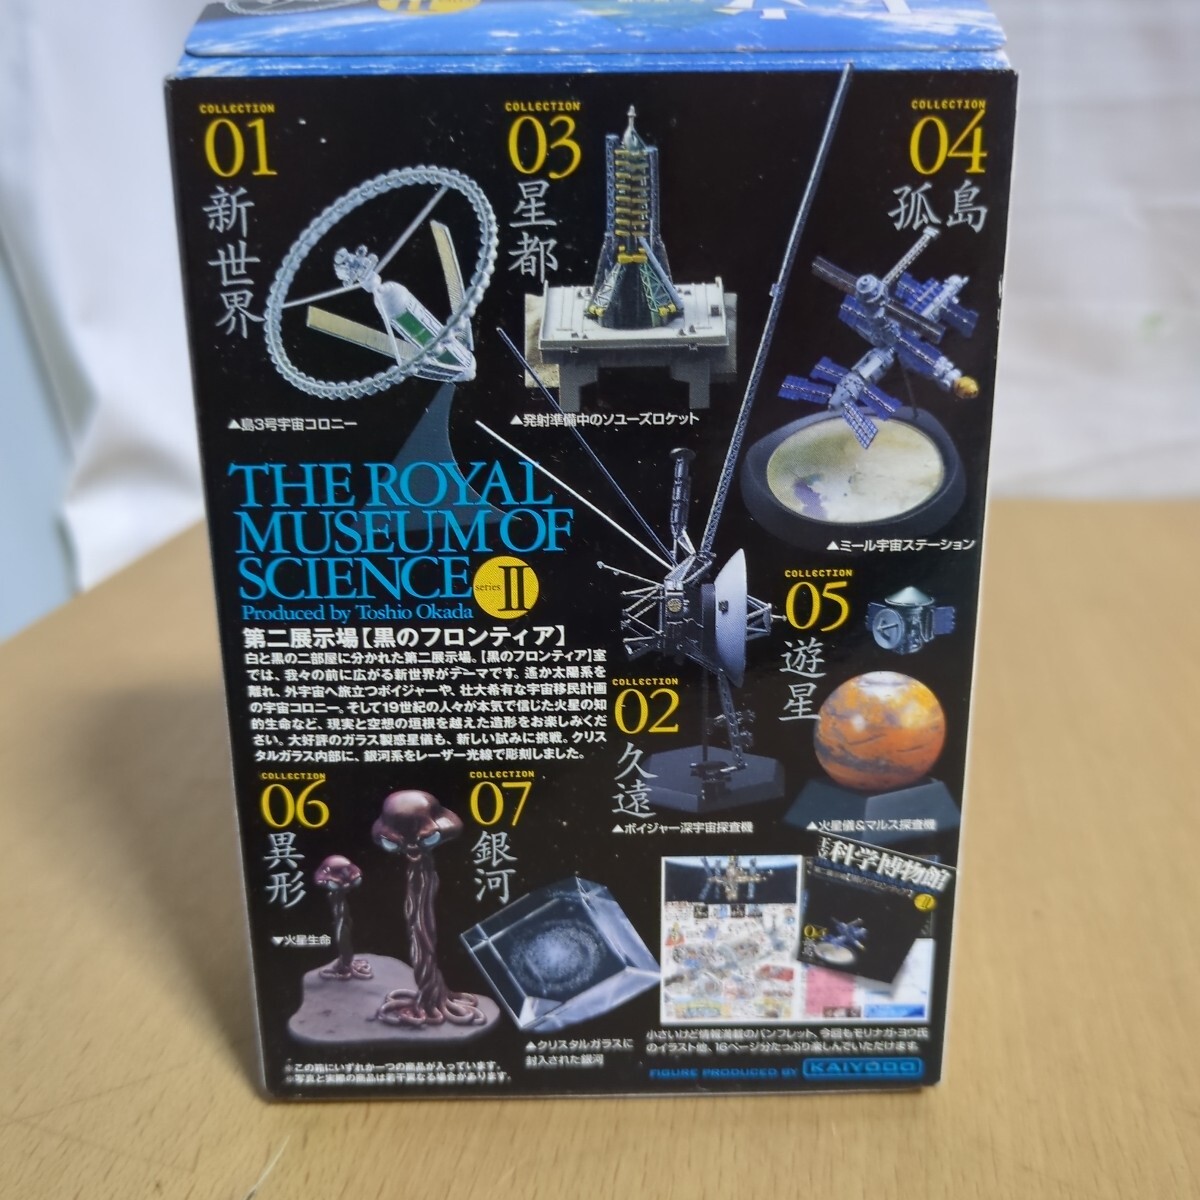 COLLECTION
01
新世界
▲島3号宇宙コロニー
COLLECTION
03
星都
▲発射準備中のソユーズロケット
COLLECTION
04
孤島
▲ミール宇宙ステーション
THE ROYAL
MUSEUM OF
SCIENCE series II
Produced by Toshio Okada
第二展示場【黒のフロンティア】
白と黒の二部屋に分かれた第二展示場。【黒のフロンティア】室
では、我々の前に広がる新世界がテーマです。遙か太陽系を
離れ、外宇宙へ旅立つボイジャーや、壮大希有な宇宙移民計画
の宇宙コロニー。そして19世紀の人々が本気で信じた火星の知
的生命など、現実と空想の垣根を越えた造形をお楽しみくだ
さい。大好評のガラス製惑星儀も、新しい試みに挑戦。クリス
タルガラス内部に、銀河系をレーザー光線で彫刻しました。
COLLECTION
05
遊星
▲火星儀&マルス探査機
COLLECTION
02
久遠
▲ボイジャー深宇宙探査機
COLLECTION
06
異形
▼火星生命
COLLECTION
07
銀河
▲クリスタルガラスに
封入された銀河
王立科学博物館
第二展示場【黒のフロンティア】
II
04
小さいけど情報満載のパンフレット、今回もモリナガ・ヨウ氏
のイラスト他、16ページ分たっぷり楽しんでいただけます。
※この箱にいずれか一つの商品が入っています。
※写真と実際の商品は若干異なる場合があります。
FIGURE PRODUCED BY KAIYODO